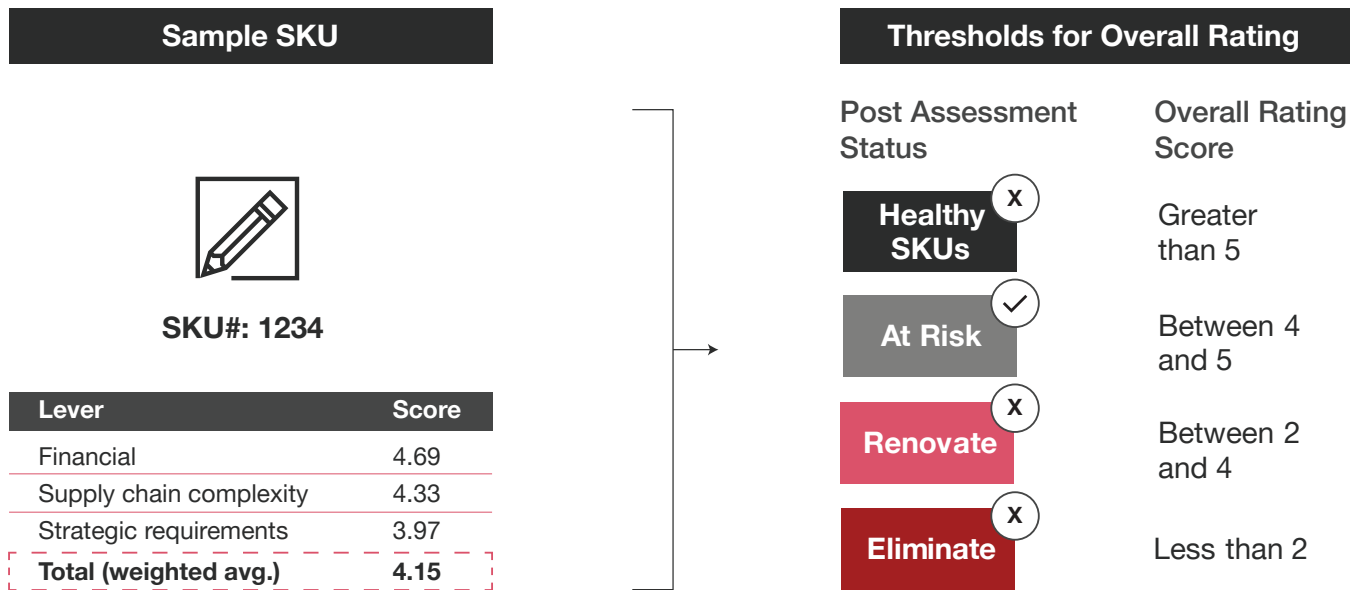 Sample SKU
SKU#: 1234
Lever Score
Financial 4.69
Supply chain complexity 4.33
Strategic requirements 3.97
Total (weighted avg.) 4.15
Thresholds for Overall Rating
Post Assessment
Status
Overall Rating
Score
X
Healthy
SKUs
Greater
than 5
At Risk
Between 4
and 5
X
Renovate
Between 2
and 4
X
Eliminate
Less than 2